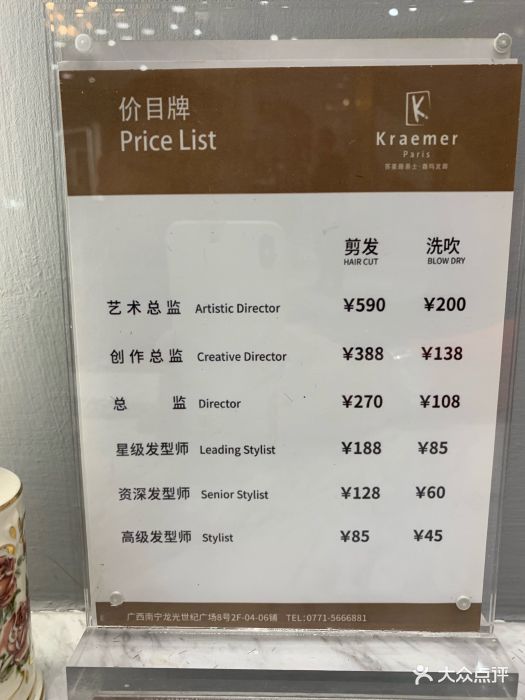 价目牌
Price List
K
Kraemer
Paris
剪发 洗吹
HAIR CUT BLOW DRY
艺术总监 Artistic Director ¥590 ¥200
创作总监 Creative Director ¥388 ¥138
总 监 Director ¥270 ¥108
星级发型师 Leading Stylist ¥188 ¥85
资深发型师 Senior Stylist ¥128 ¥60
高级发型师 Stylist ¥85 ¥45
广西南宁龙光世纪广场8号2F-04-06铺 TEL:0771-5666881
大众点评